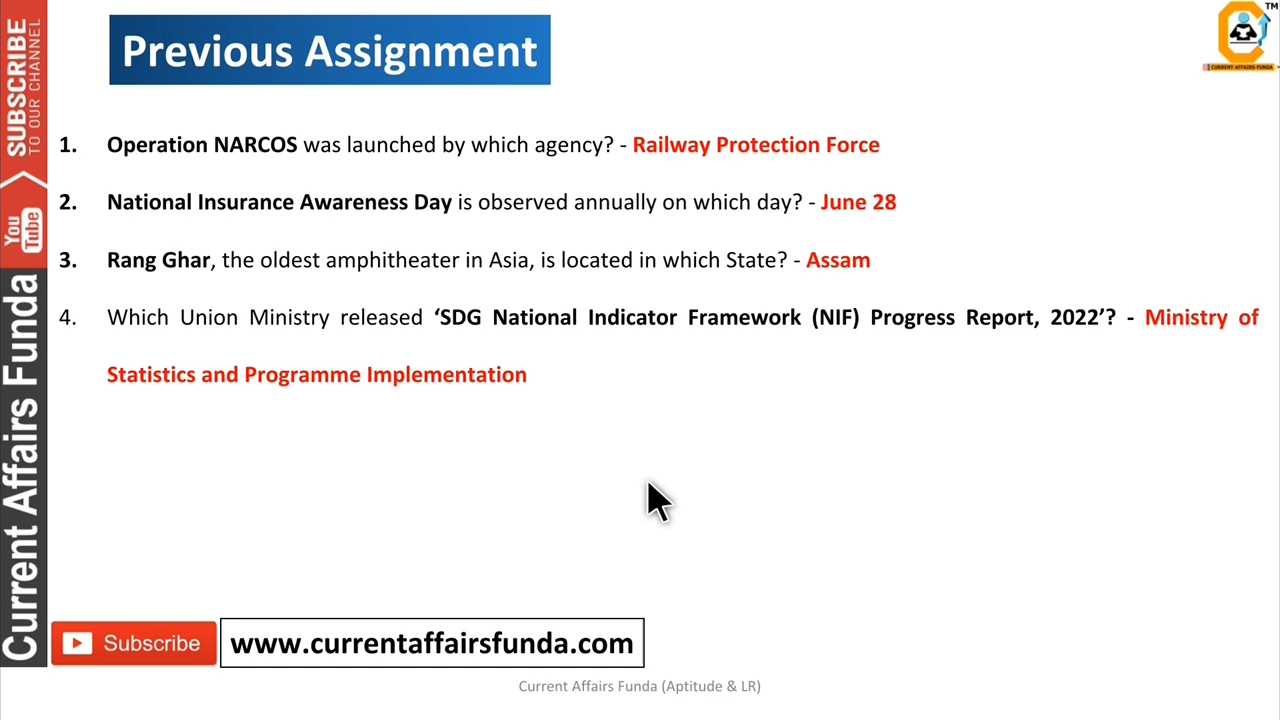 Previous Assignment
TM
CURRENT-AFFAIRS-FUNDA
SUBSCRIBE
TO OUR CHANNEL
You
Tube
Current Affairs Funda
1. Operation NARCOS was launched by which agency? - Railway Protection Force
2. National Insurance Awareness Day is observed annually on which day? - June 28
3. Rang Ghar, the oldest amphitheater in Asia, is located in which State? - Assam
4. Which Union Ministry released ‘SDG National Indicator Framework (NIF) Progress Report, 2022’? - Ministry of
Statistics and Programme Implementation
Subscribe
www.currentaffairsfunda.com
Current Affairs Funda (Aptitude & LR)